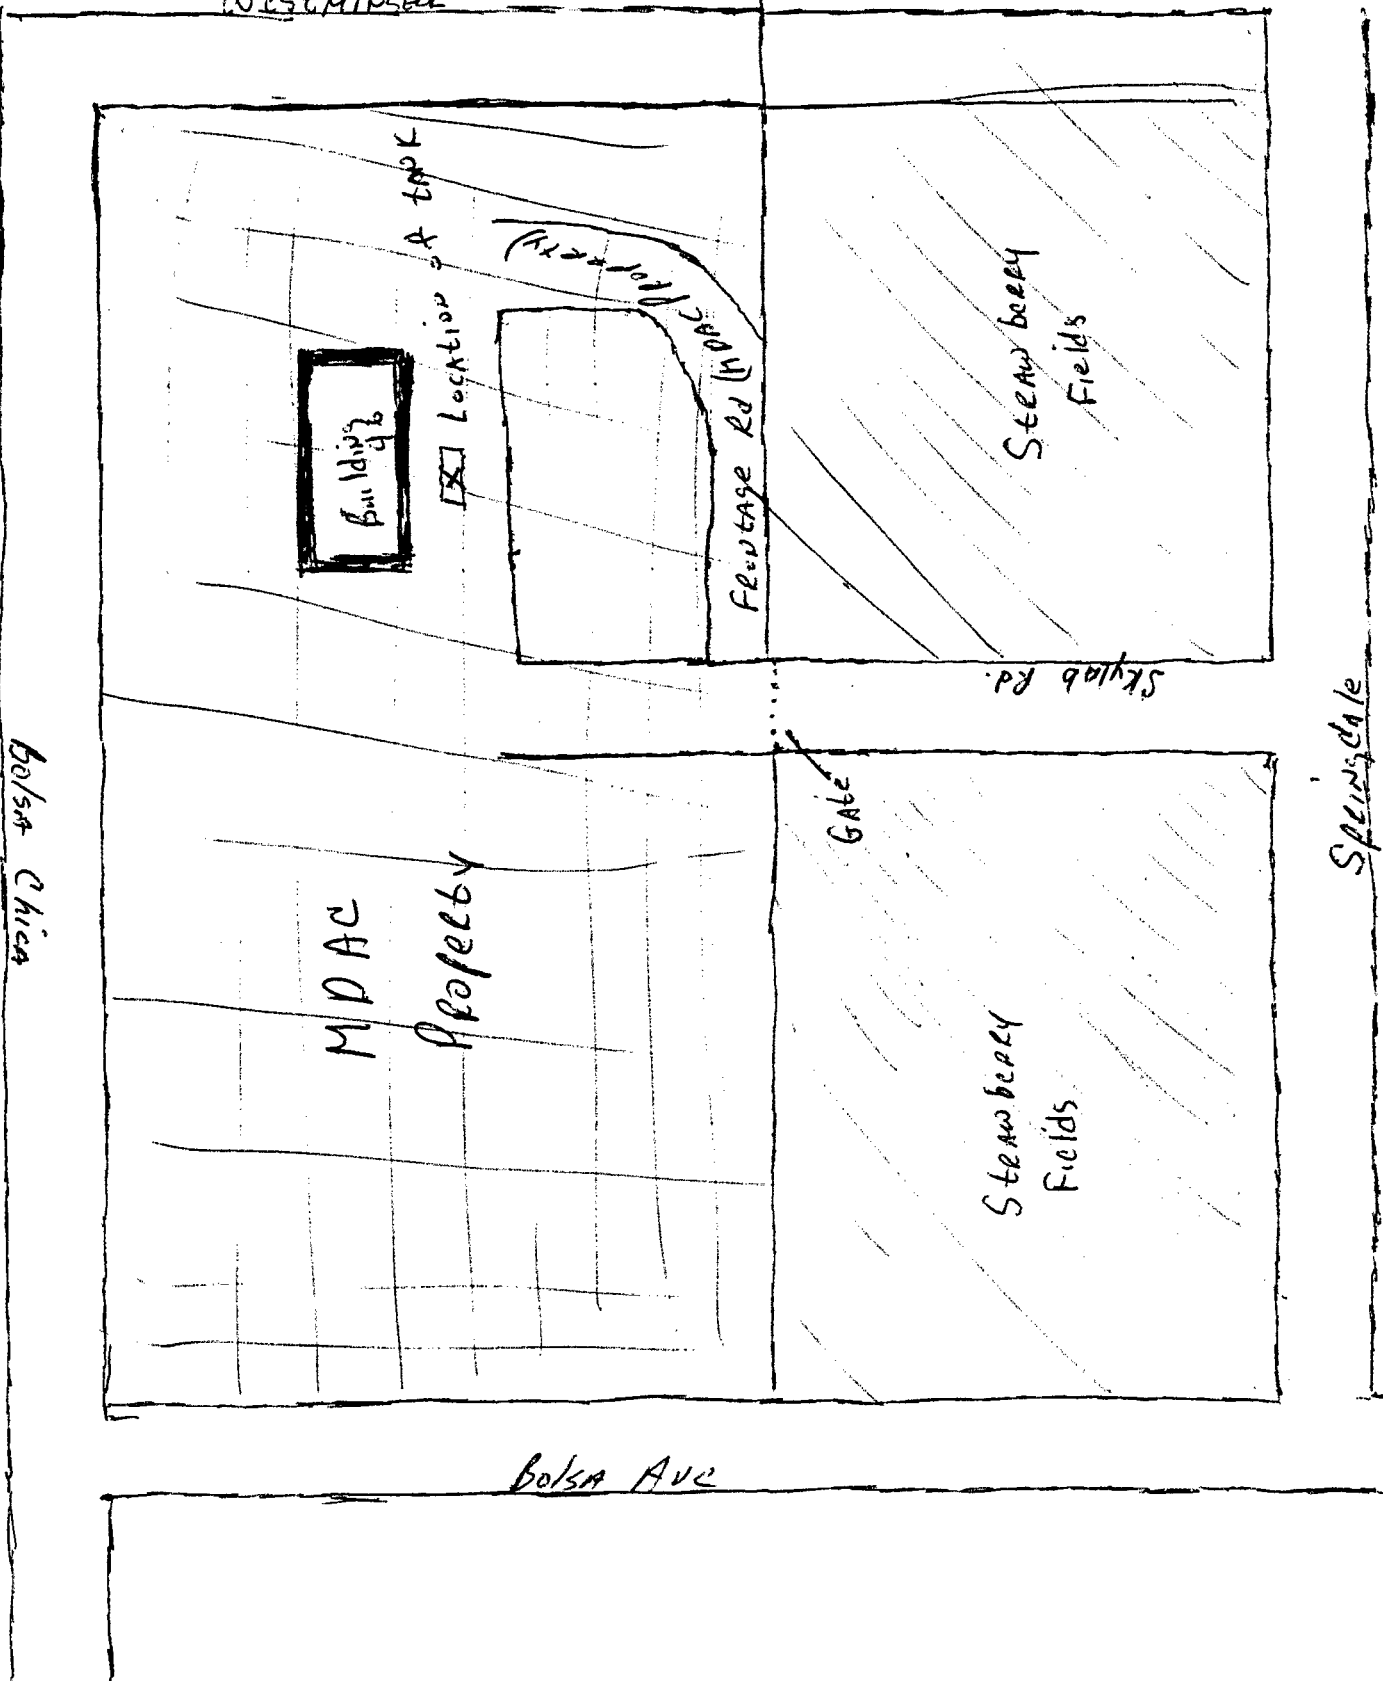 Westminster
Location of tank
Building
46
Frontage Rd (MDAC Property)
Strawberry
Fields
Skylab Rd.
Gate
Springdale
Bolsa Chica
MDAC
Property
Strawberry
Fields
Bolsa Ave